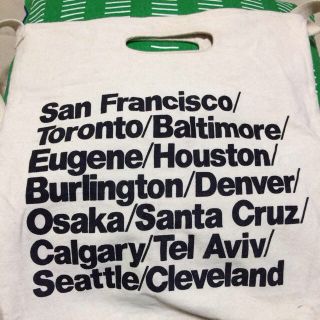 San Francisco/
Toronto/Baltimore/
Eugene/Houston/
Burlington/Denver/
Osaka/Santa Cruz/
Calgary/Tel Aviv/
Seattle/Cleveland